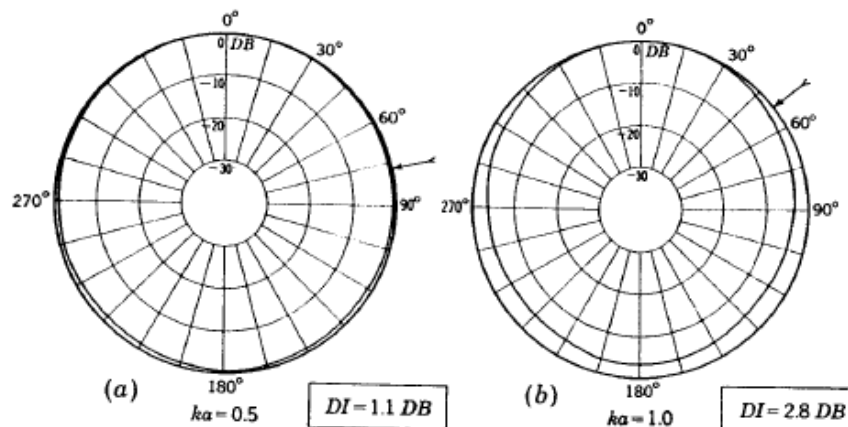 0°
0 DB
30°
-10
60°
-20
-30
270°
90°
180°
(a)
ka = 0.5
DI = 1.1 DB
0°
0 DB
30°
-10
60°
-20
-30
270°
90°
180°
(b)
ka = 1.0
DI = 2.8 DB